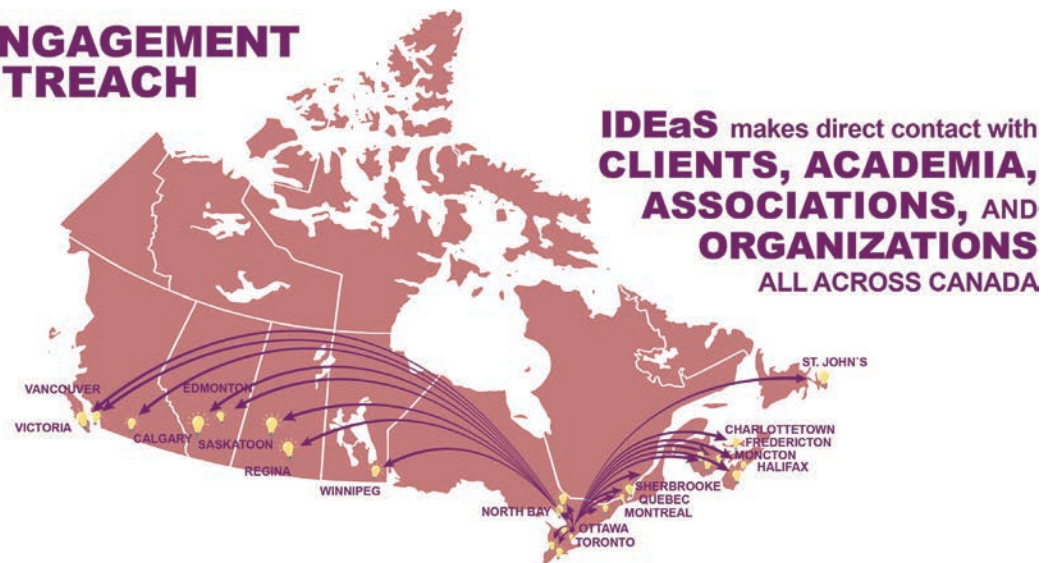 NGAGEMENT
TREACH
IDEaS makes direct contact with
CLIENTS, ACADEMIA,
ASSOCIATIONS, AND
ORGANIZATIONS
ALL ACROSS CANADA
ST. JOHN'S
VANCOUVER
EDMONTON
VICTORIA
CALGARY
SASKATOON
REGINA
WINNIPEG
CHARLOTTETOWN
FREDERICTON
MONCTON
HALIFAX
SHERBROOKE
QUEBEC
MONTREAL
NORTH BAY
OTTAWA
TORONTO